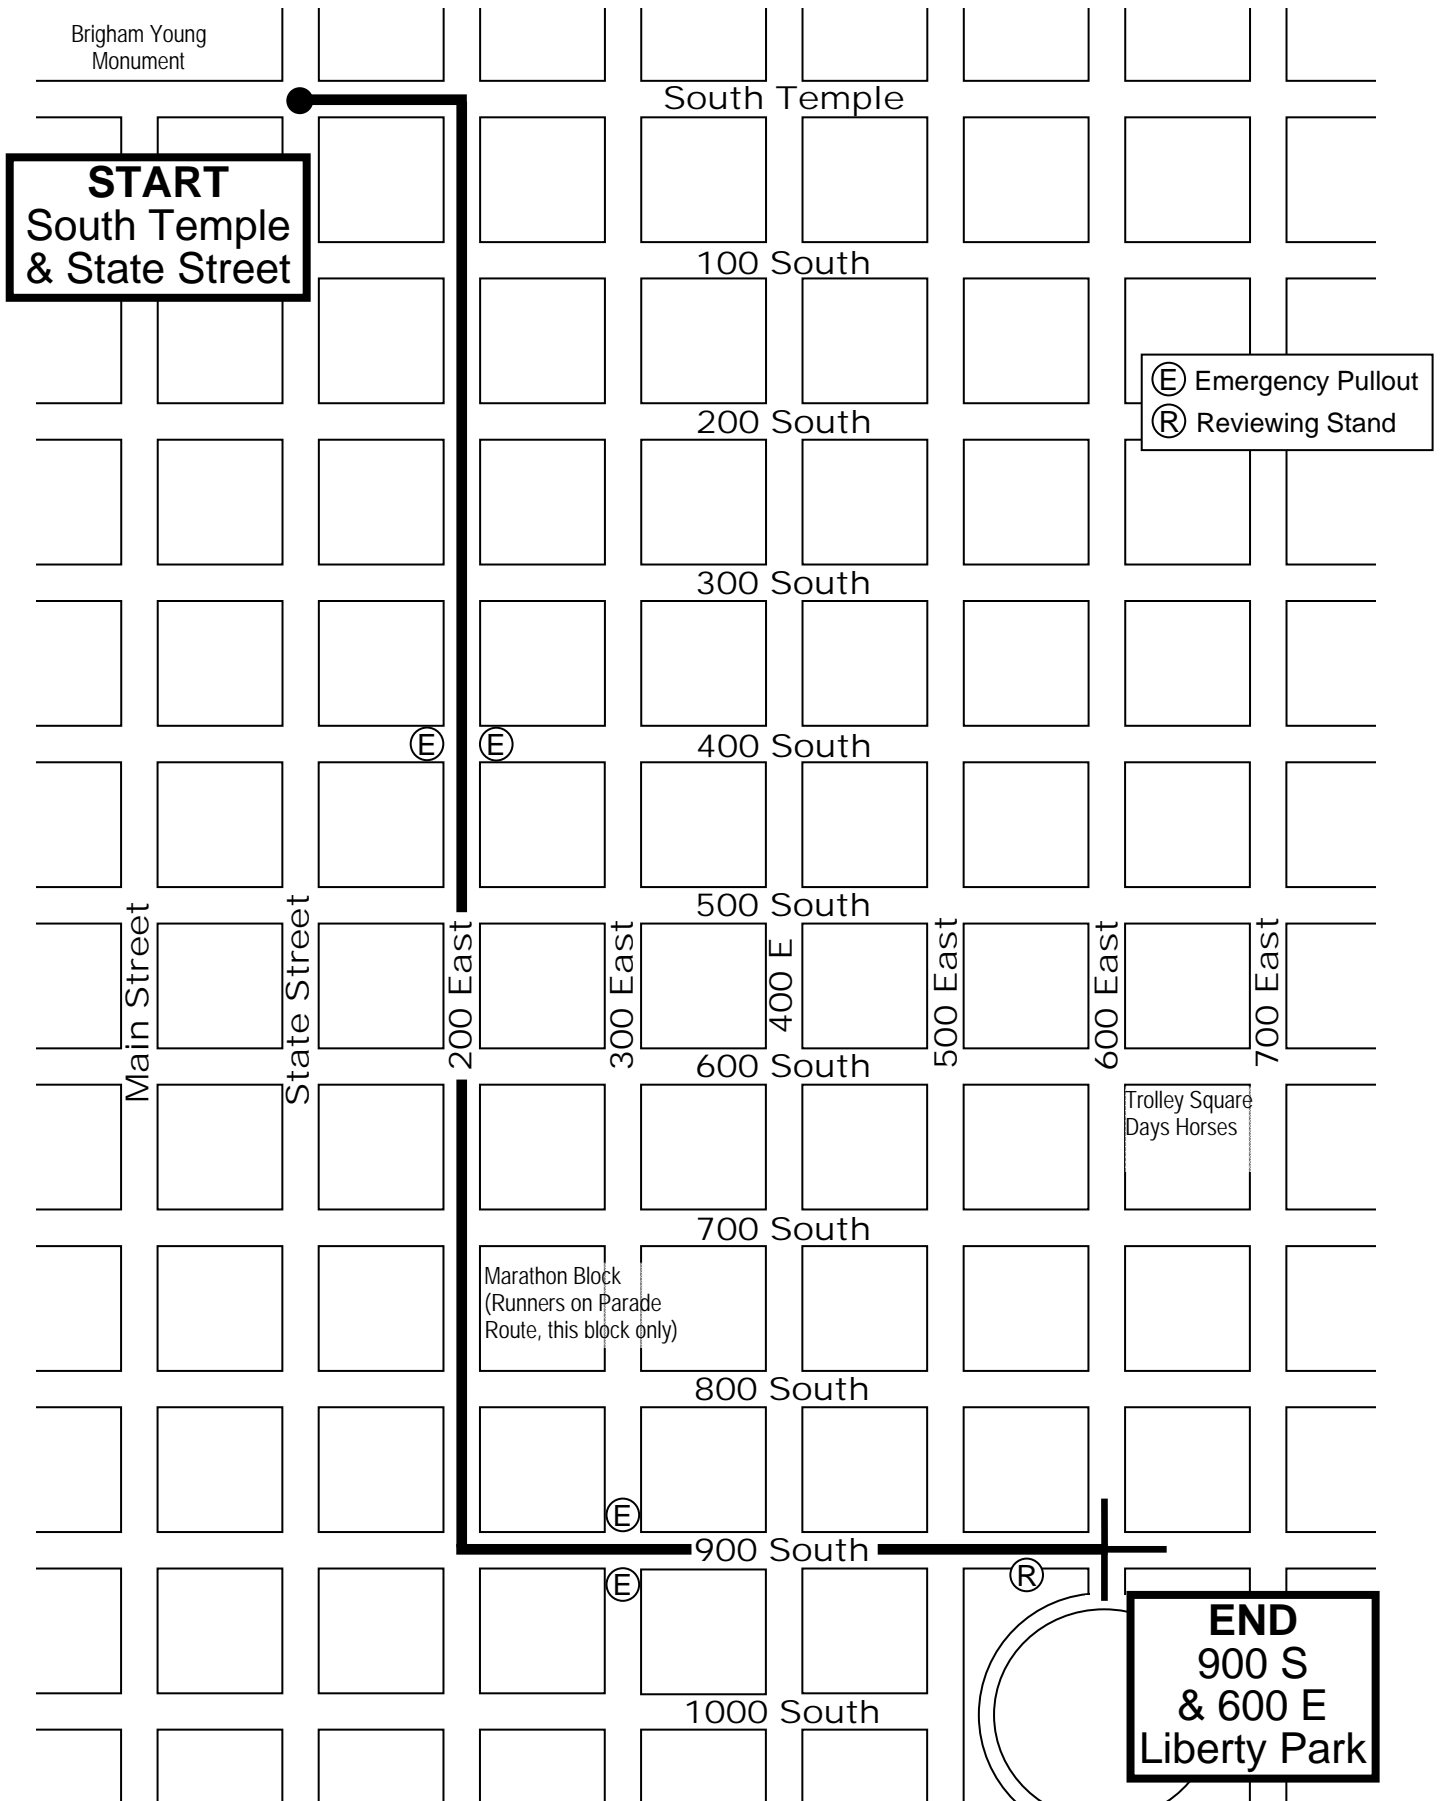 Brigham Young
Monument
South Temple
START
South Temple
& State Street
100 South
E Emergency Pullout
R Reviewing Stand
200 South
300 South
E
E
400 South
500 South
Main Street
State Street
200 East
300 East
400 E
500 East
600 East
700 East
600 South
Trolley Square
Days Horses
700 South
Marathon Block
(Runners on Parade
Route, this block only)
800 South
E
900 South
E
R
END
900 S
& 600 E
Liberty Park
1000 South